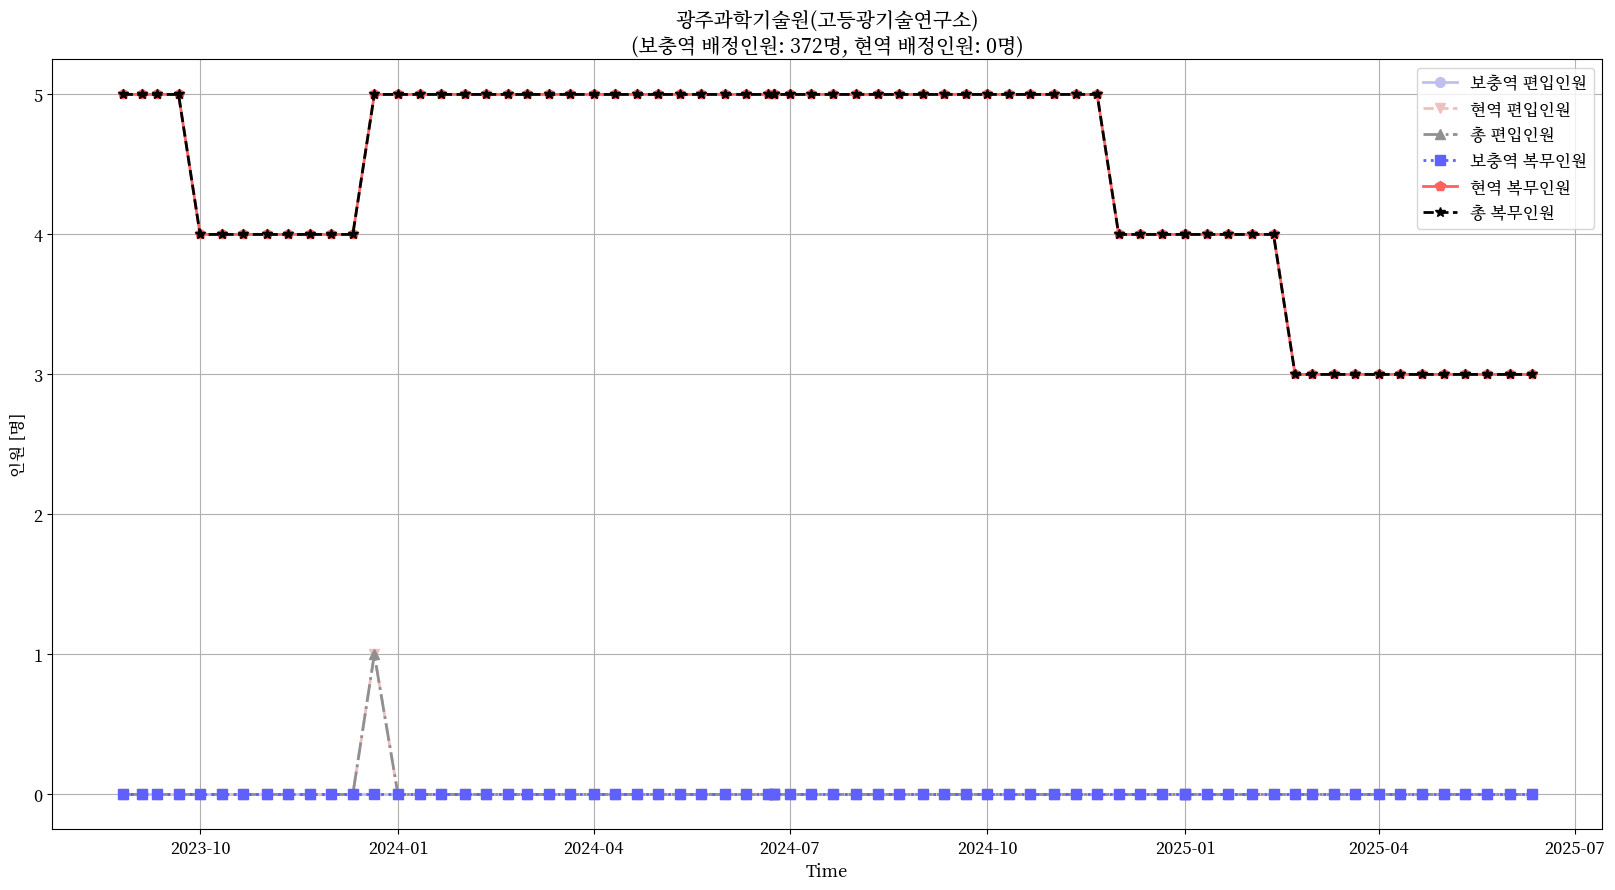 광주과학기술원(고등광기술연구소)
(보충역 배정인원: 372명, 현역 배정인원: 0명)
보충역 편입인원
현역 편입인원
총 편입인원
보충역 복무인원
현역 복무인원
총 복무인원
인원 [명]
5
4
3
2
1
0
2023-10
2024-01
2024-04
2024-07
2024-10
2025-01
2025-04
2025-07
Time